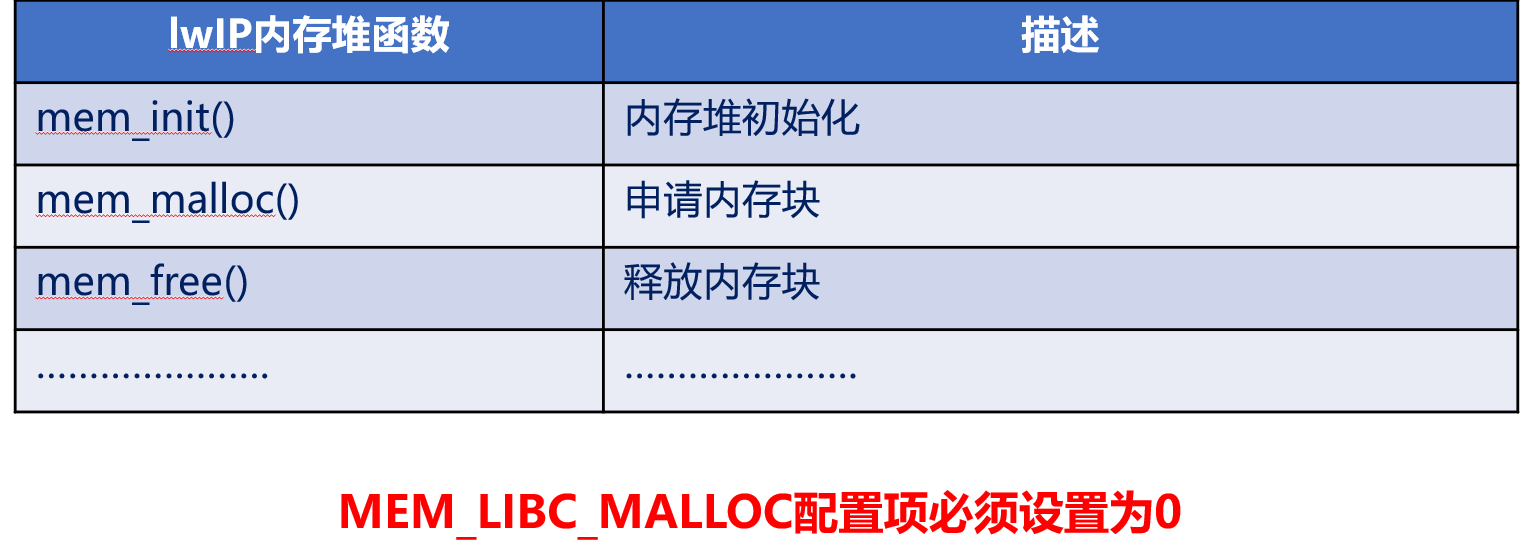 lwIP内存堆函数 描述
mem_init() 内存堆初始化
mem_malloc() 申请内存块
mem_free() 释放内存块
...................... ......................
MEM_LIBC_MALLOC配置项必须设置为0